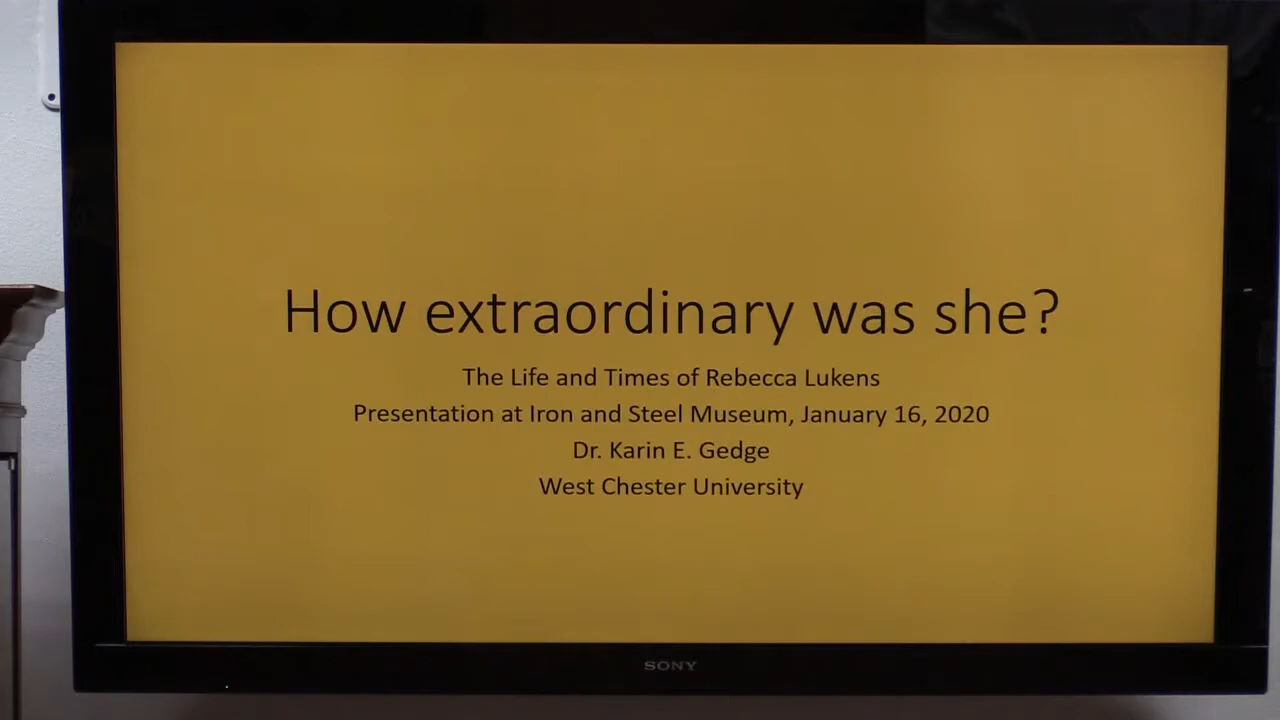 How extraordinary was she?
The Life and Times of Rebecca Lukens
Presentation at Iron and Steel Museum, January 16, 2020
Dr. Karin E. Gedge
West Chester University
SONY